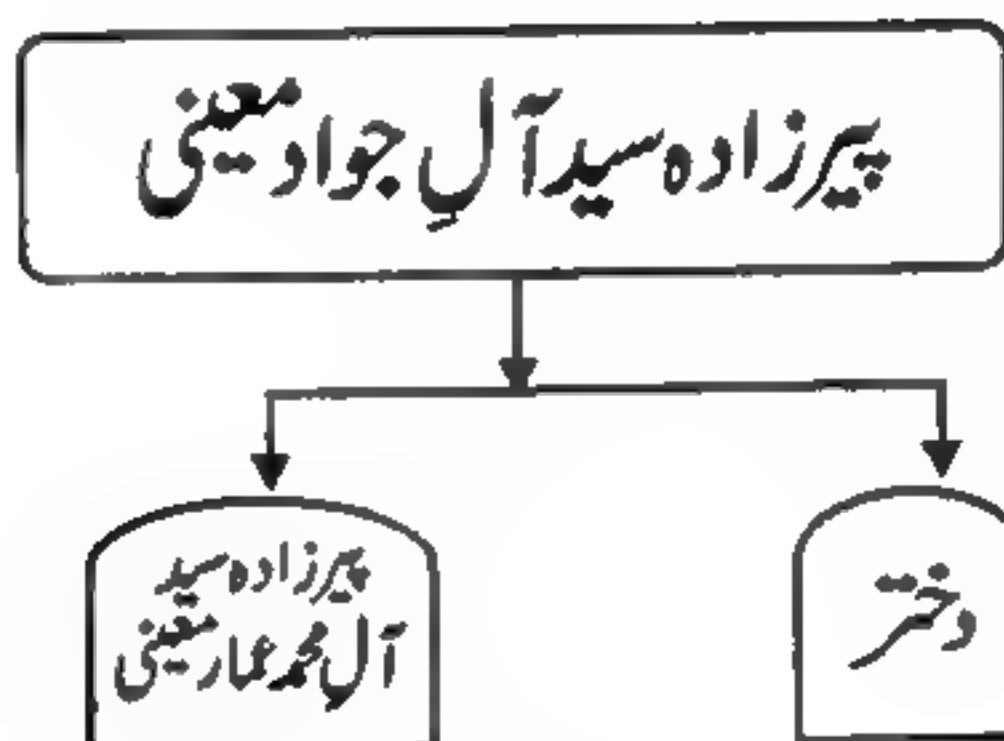 پیرزادہ سید آلِ جواد معینی
دختر
پیرزادہ سید
آلِ محمد عمار معینی